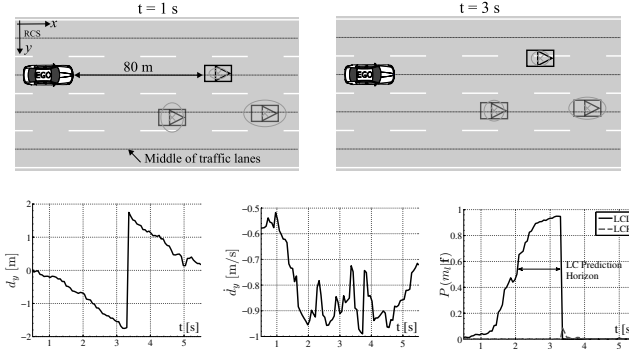 t = 1 s
t = 3 s
RCS
x
y
EGO
80 m
EGO
Middle of traffic lanes
2
1
0
-1
-2
d_y [m]
1 2 3 4 5
t [s]
-0.5
-0.6
-0.7
-0.8
-0.9
-1
ḋ_y [m/s]
1 2 3 4 5
t [s]
1
0.8
0.6
0.4
0.2
0
P (m_l|f)
LCL
LC Prediction
Horizon
1 2 3 4 5
t [s]